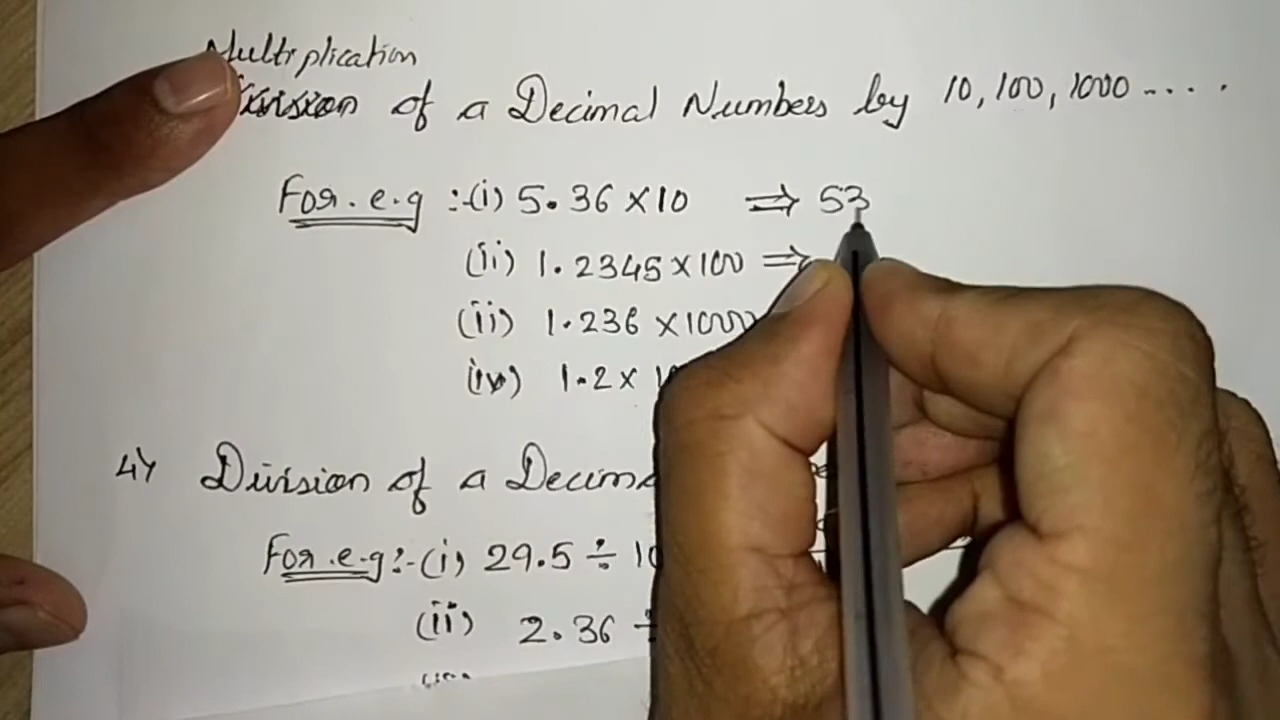 Multiplication
Division of a Decimal Numbers by 10, 100, 1000 .....
For.e.g :-(i) 5.36 × 10 ⇒ 53
(ii) 1.2345 × 100 ⇒
(ii) 1.236 × 1000
(iv) 1.2 ×
4) Division of a
For.e.g :-(i) 29.5 ÷ 10
(ii) 2.36 ÷